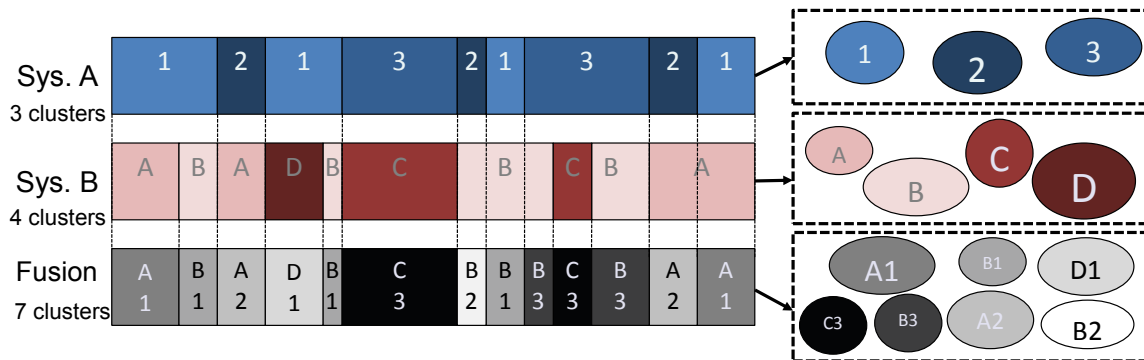 Sys. A
3 clusters
1 2 1 3 2 1 3 2 1
1 2 3
Sys. B
4 clusters
A B A D B C B C B A
A B C D
Fusion
7 clusters
A B A D B C B B B C B A A
1 1 2 1 1 3 2 1 3 3 3 2 1
A1 B1 D1
C3 B3 A2 B2